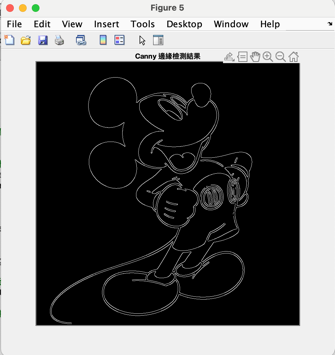 Figure 5
File Edit View Insert Tools Desktop Window Help
Canny 邊緣檢測結果